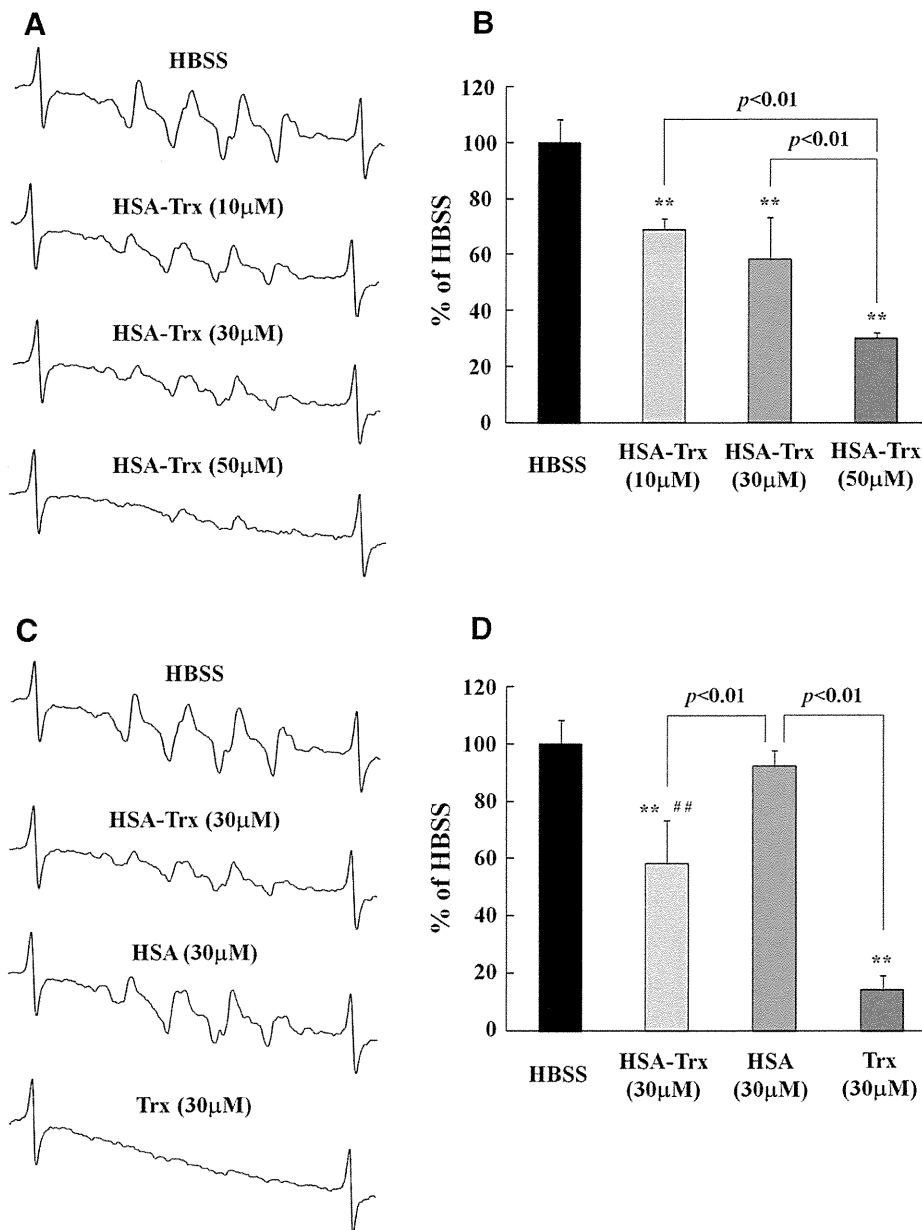 A
HBSS
HSA-Trx (10μM)
HSA-Trx (30μM)
HSA-Trx (50μM)
B
% of HBSS
120
100
80
60
40
20
0
p<0.01
p<0.01
**
**
**
HBSS
HSA-Trx
(10μM)
HSA-Trx
(30μM)
HSA-Trx
(50μM)
C
HBSS
HSA-Trx (30μM)
HSA (30μM)
Trx (30μM)
D
% of HBSS
120
100
80
60
40
20
0
p<0.01
p<0.01
** ##
**
HBSS
HSA-Trx
(30μM)
HSA
(30μM)
Trx
(30μM)